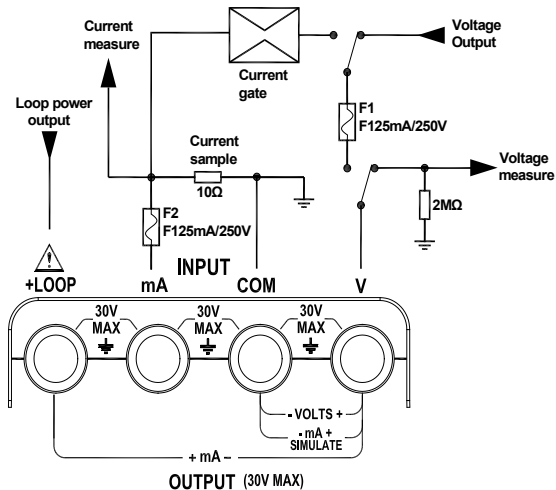 Current
measure
Voltage
Output
Current
gate
Loop power
output
F1
F125mA/250V
Current
sample
10Ω
Voltage
measure
2MΩ
F2
F125mA/250V
INPUT
+LOOP
mA
COM
V
30V
MAX
30V
MAX
30V
MAX
- VOLTS +
- mA +
SIMULATE
+ mA –
OUTPUT (30V MAX)